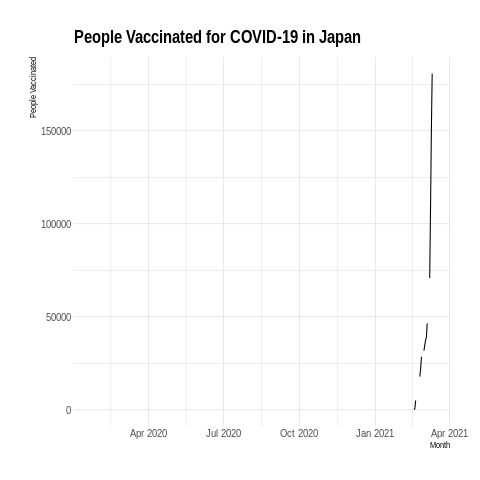 People Vaccinated for COVID-19 in Japan
People Vaccinated
150000
100000
50000
0
Apr 2020 Jul 2020 Oct 2020 Jan 2021 Apr 2021
Month